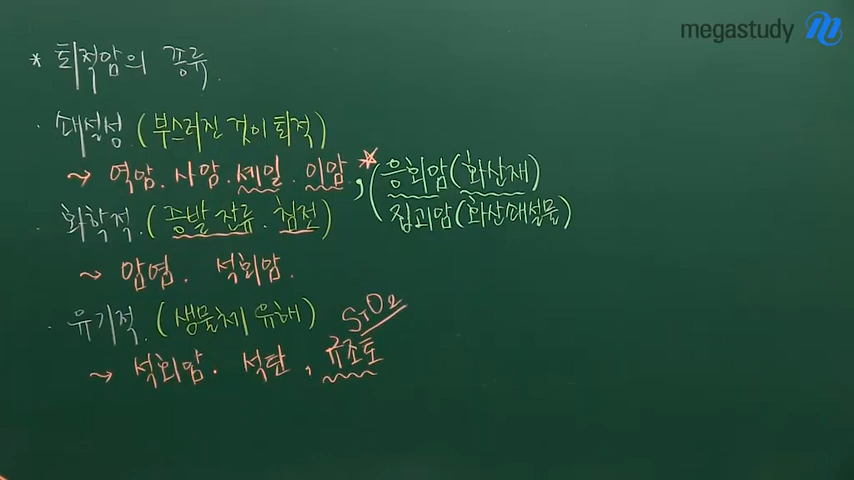 megastudy
* 퇴적암의 종류.
· 쇄설성 (부스러진 것이 퇴적)
→ 역암. 사암. 셰일. 이암 *, (응회암(화산재)
집괴암(화산쇄설물)
· 화학적 (증발 잔류. 침전)
→ 암염. 석회암.
· 유기적. (생물체 유해)
SiO2
→ 석회암. 석탄, 규조토